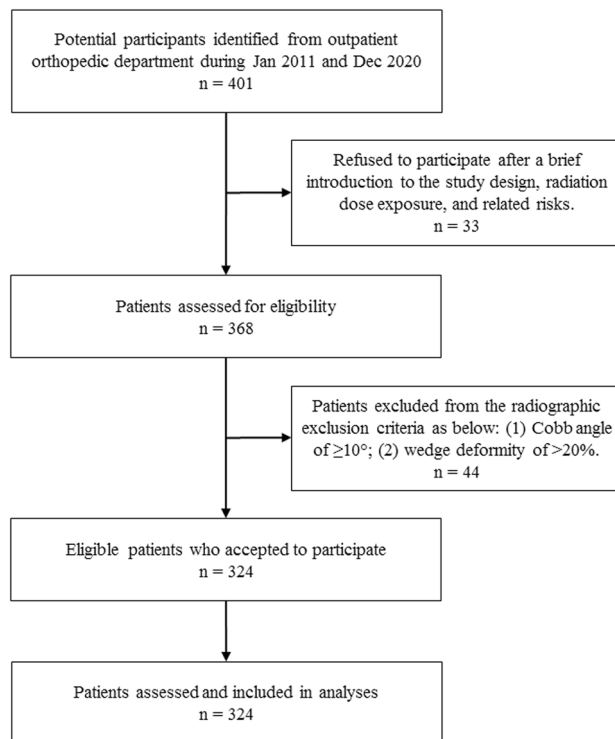 Potential participants identified from outpatient
orthopedic department during Jan 2011 and Dec 2020
n = 401
Refused to participate after a brief
introduction to the study design, radiation
dose exposure, and related risks.
n = 33
Patients assessed for eligibility
n = 368
Patients excluded from the radiographic
exclusion criteria as below: (1) Cobb angle
of ≥10°; (2) wedge deformity of >20%.
n = 44
Eligible patients who accepted to participate
n = 324
Patients assessed and included in analyses
n = 324